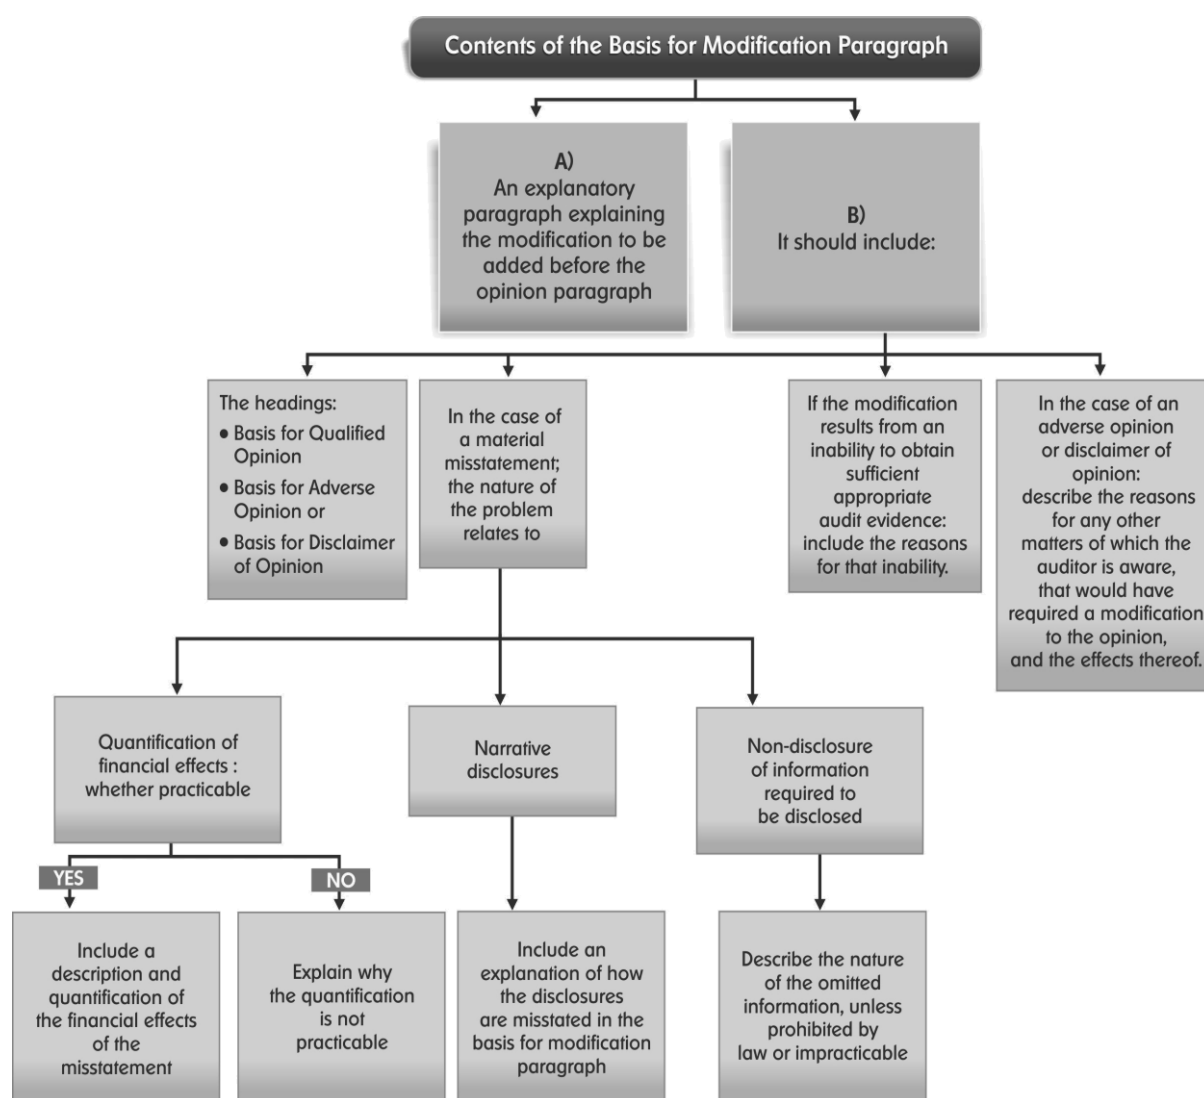 Contents of the Basis for Modification Paragraph
A)
An explanatory
paragraph explaining
the modification to be
added before the
opinion paragraph
B)
It should include:
The headings:
• Basis for Qualified
Opinion
• Basis for Adverse
Opinion or
• Basis for Disclaimer
of Opinion
In the case of
a material
misstatement;
the nature of
the problem
relates to
If the modification
results from an
inability to obtain
sufficient
appropriate
audit evidence:
include the reasons
for that inability.
In the case of an
adverse opinion
or disclaimer of
opinion:
describe the reasons
for any other
matters of which the
auditor is aware,
that would have
required a modification
to the opinion,
and the effects thereof.
Quantification of
financial effects :
whether practicable
Narrative
disclosures
Non-disclosure
of information
required to
be disclosed
YES
NO
Include a
description and
quantification of
the financial effects
of the
misstatement
Explain why
the quantification
is not
practicable
Include an
explanation of how
the disclosures
are misstated in the
basis for modification
paragraph
Describe the nature
of the omitted
information, unless
prohibited by
law or impracticable